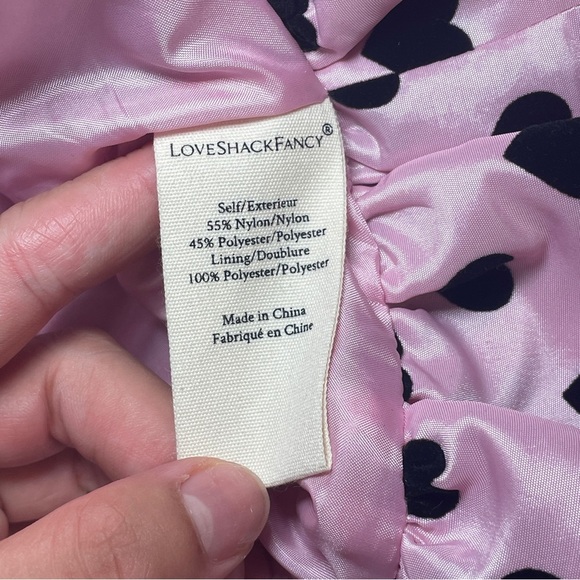 LOVESHACKFANCY®
Self/Exterieur
55% Nylon/Nylon
45% Polyester/Polyester
Lining/Doublure
100% Polyester/Polyester
Made in China
Fabriqué en Chine